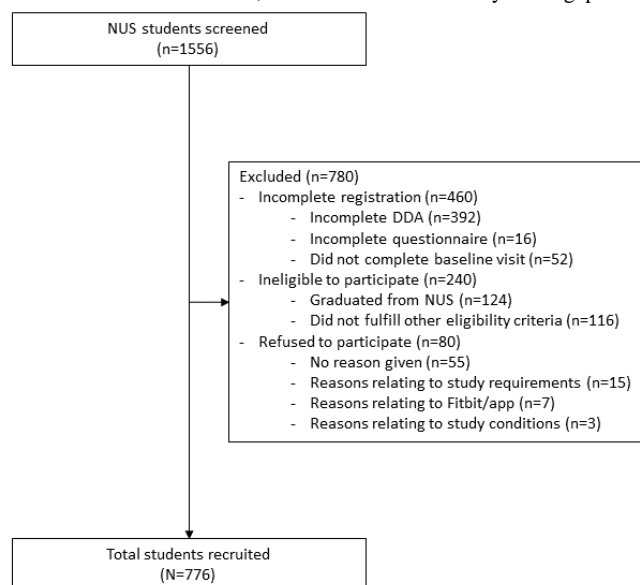 NUS students screened
(n=1556)
Excluded (n=780)
- Incomplete registration (n=460)
- Incomplete DDA (n=392)
- Incomplete questionnaire (n=16)
- Did not complete baseline visit (n=52)
- Ineligible to participate (n=240)
- Graduated from NUS (n=124)
- Did not fulfill other eligibility criteria (n=116)
- Refused to participate (n=80)
- No reason given (n=55)
- Reasons relating to study requirements (n=15)
- Reasons relating to Fitbit/app (n=7)
- Reasons relating to study conditions (n=3)
Total students recruited
(N=776)